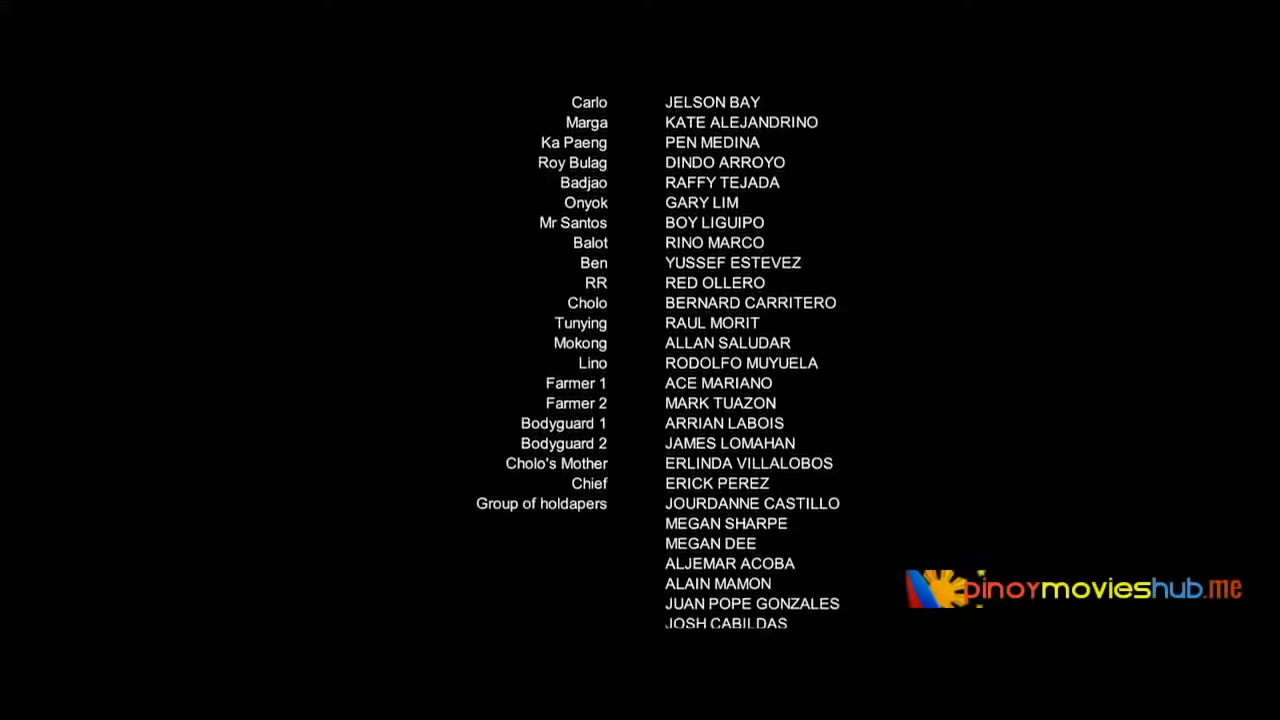 Carlo JELSON BAY
Marga KATE ALEJANDRINO
Ka Paeng PEN MEDINA
Roy Bulag DINDO ARROYO
Badjao RAFFY TEJADA
Onyok GARY LIM
Mr Santos BOY LIGUIPO
Balot RINO MARCO
Ben YUSSEF ESTEVEZ
RR RED OLLERO
Cholo BERNARD CARRITERO
Tunying RAUL MORIT
Mokong ALLAN SALUDAR
Lino RODOLFO MUYUELA
Farmer 1 ACE MARIANO
Farmer 2 MARK TUAZON
Bodyguard 1 ARRIAN LABOIS
Bodyguard 2 JAMES LOMAHAN
Cholo's Mother ERLINDA VILLALOBOS
Chief ERICK PEREZ
Group of holdapers JOURDANNE CASTILLO
MEGAN SHARPE
MEGAN DEE
ALJEMAR ACOBA
ALAIN MAMON
JUAN POPE GONZALES
JOSH CABILDAS
pinoymovieshub.me